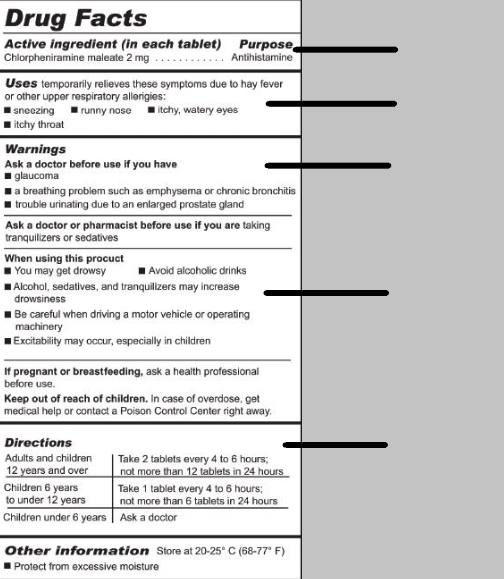 Drug Facts
Active ingredient (in each tablet) Purpose
Chlorpheniramine maleate 2 mg . . . . . . . . . . . . Antihistamine
Uses temporarily relieves these symptoms due to hay fever
or other upper respiratory allerigies:
■ sneezing ■ runny nose ■ itchy, watery eyes
■ itchy throat
Warnings
Ask a doctor before use if you have
■ glaucoma
■ a breathing problem such as emphysema or chronic bronchitis
■ trouble urinating due to an enlarged prostate gland
Ask a doctor or pharmacist before use if you are taking
tranquilizers or sedatives
When using this procuct
■ You may get drowsy ■ Avoid alcoholic drinks
■ Alcohol, sedatives, and tranquilizers may increase
drowsiness
■ Be careful when driving a motor vehicle or operating
machinery
■ Excitability may occur, especially in children
If pregnant or breastfeeding, ask a health professional
before use.
Keep out of reach of children. In case of overdose, get
medical help or contact a Poison Control Center right away.
Directions
Adults and children Take 2 tablets every 4 to 6 hours;
12 years and over not more than 12 tablets in 24 hours
Children 6 years Take 1 tablet every 4 to 6 hours;
to under 12 years not more than 6 tablets in 24 hours
Children under 6 years Ask a doctor
Other information Store at 20-25° C (68-77° F)
■ Protect from excessive moisture